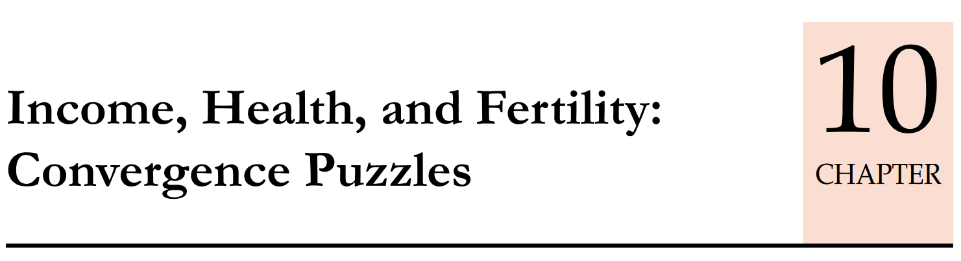 Income, Health, and Fertility:
Convergence Puzzles
10
CHAPTER